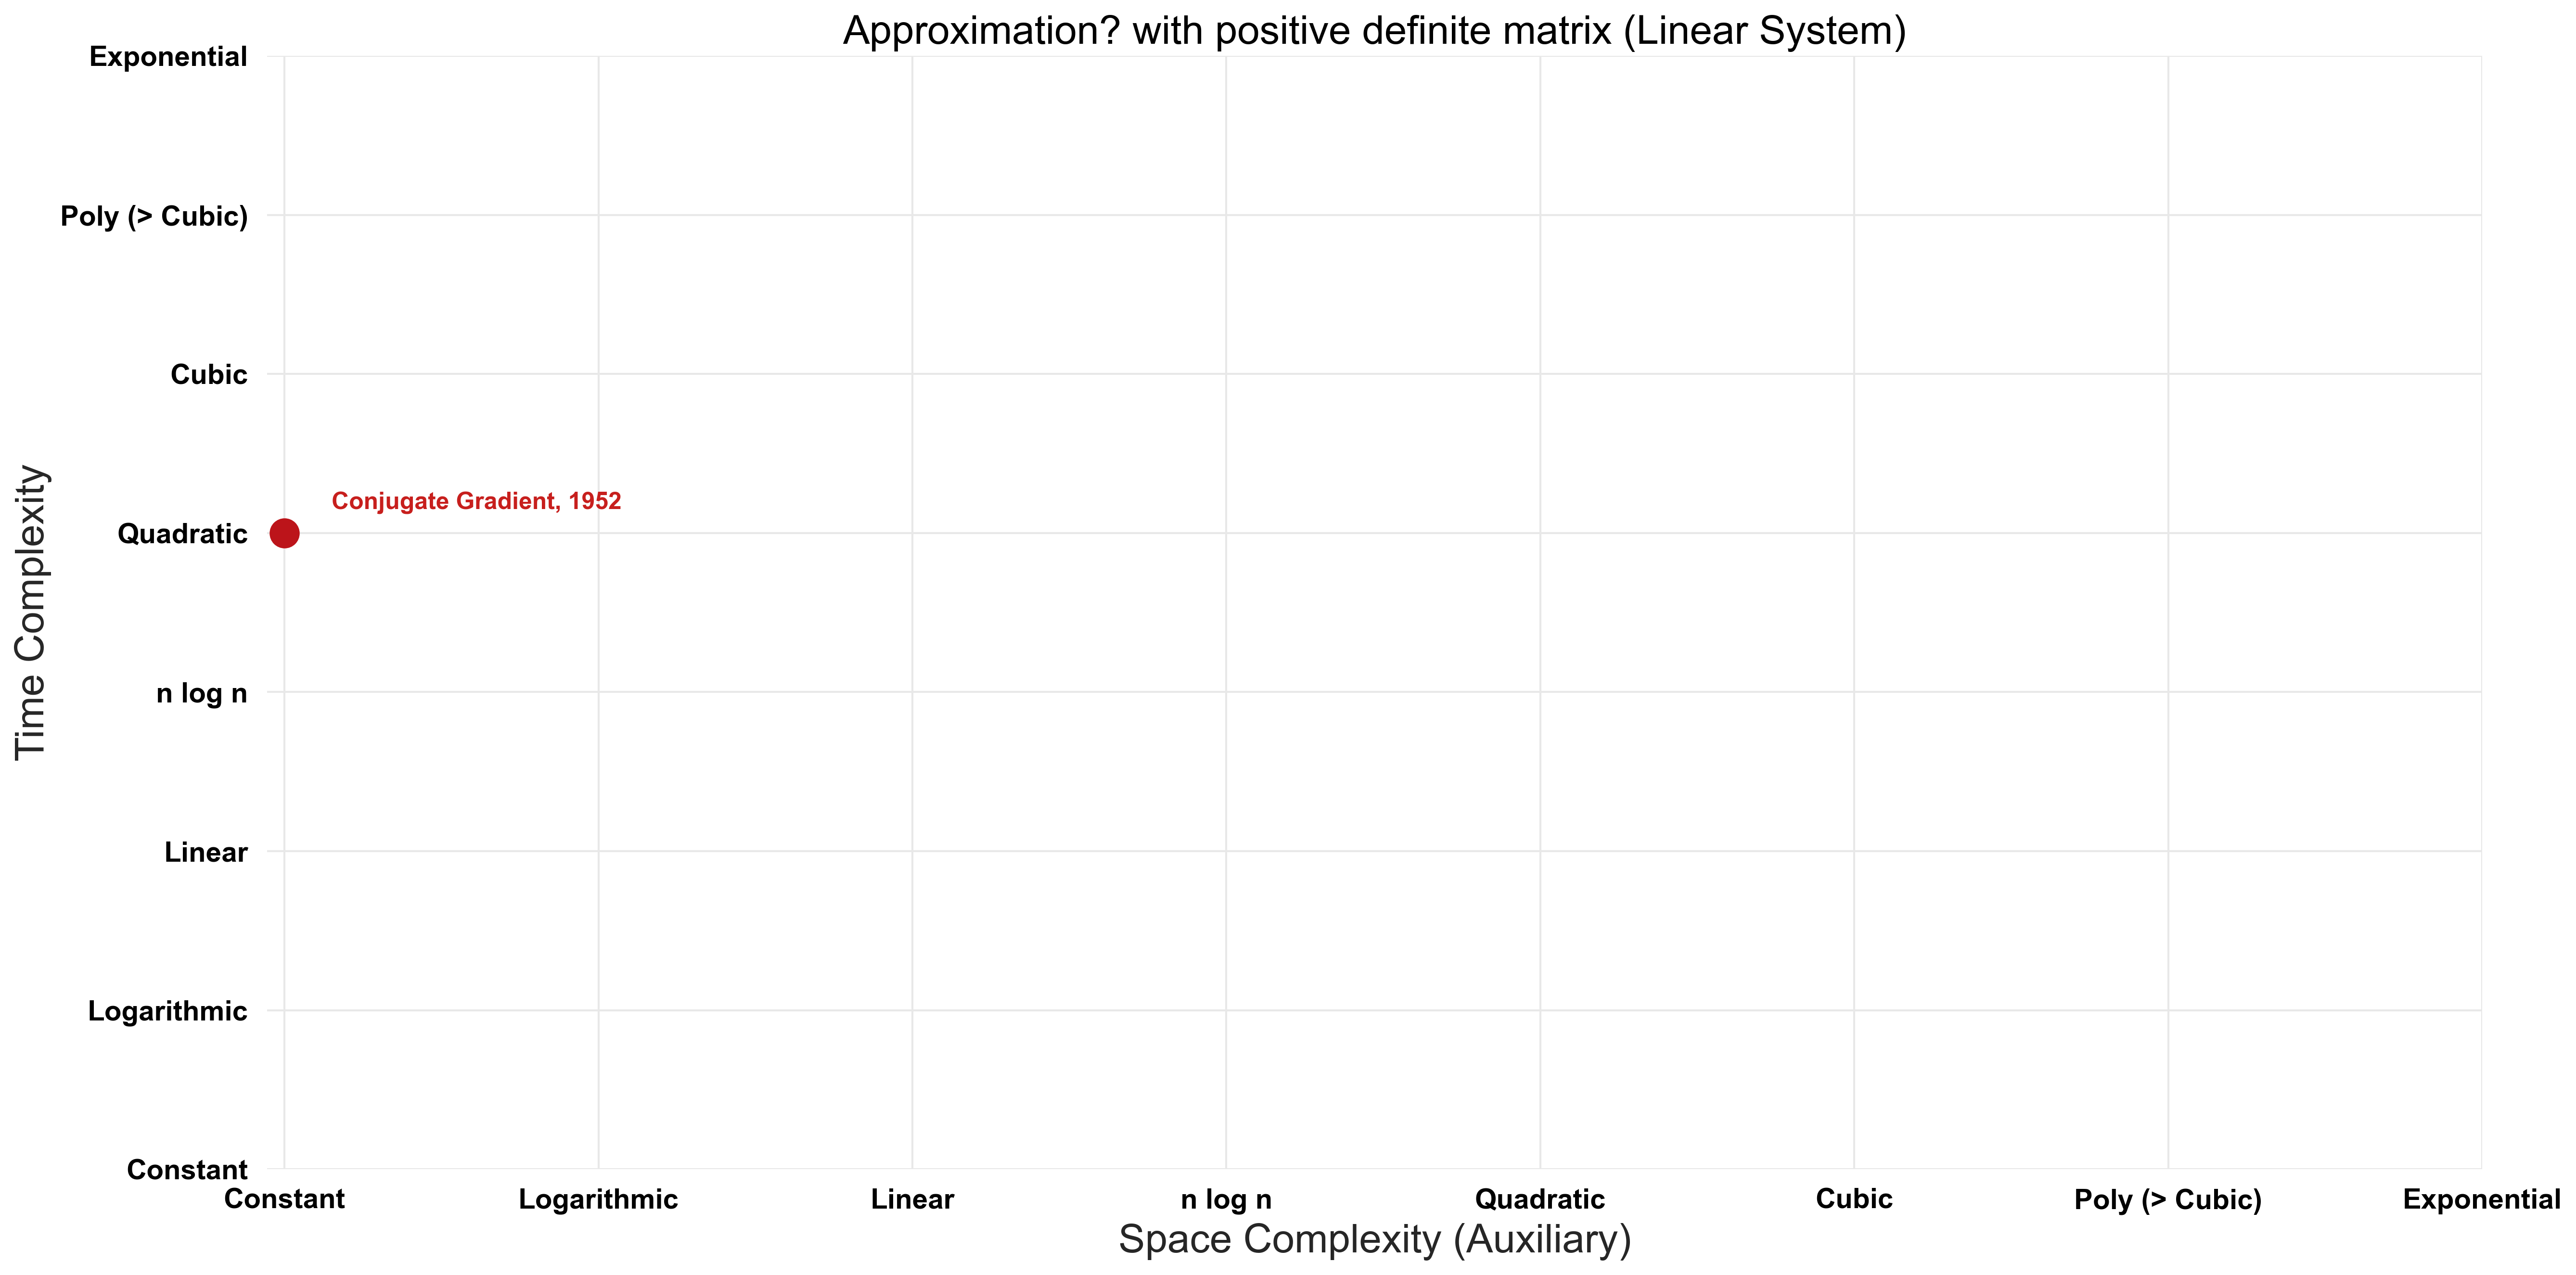 Approximation? with positive definite matrix (Linear System)
Exponential
Poly (> Cubic)
Cubic
Quadratic
n log n
Linear
Logarithmic
Constant
Time Complexity
Conjugate Gradient, 1952
Constant Logarithmic Linear n log n Quadratic Cubic Poly (> Cubic) Exponential
Space Complexity (Auxiliary)